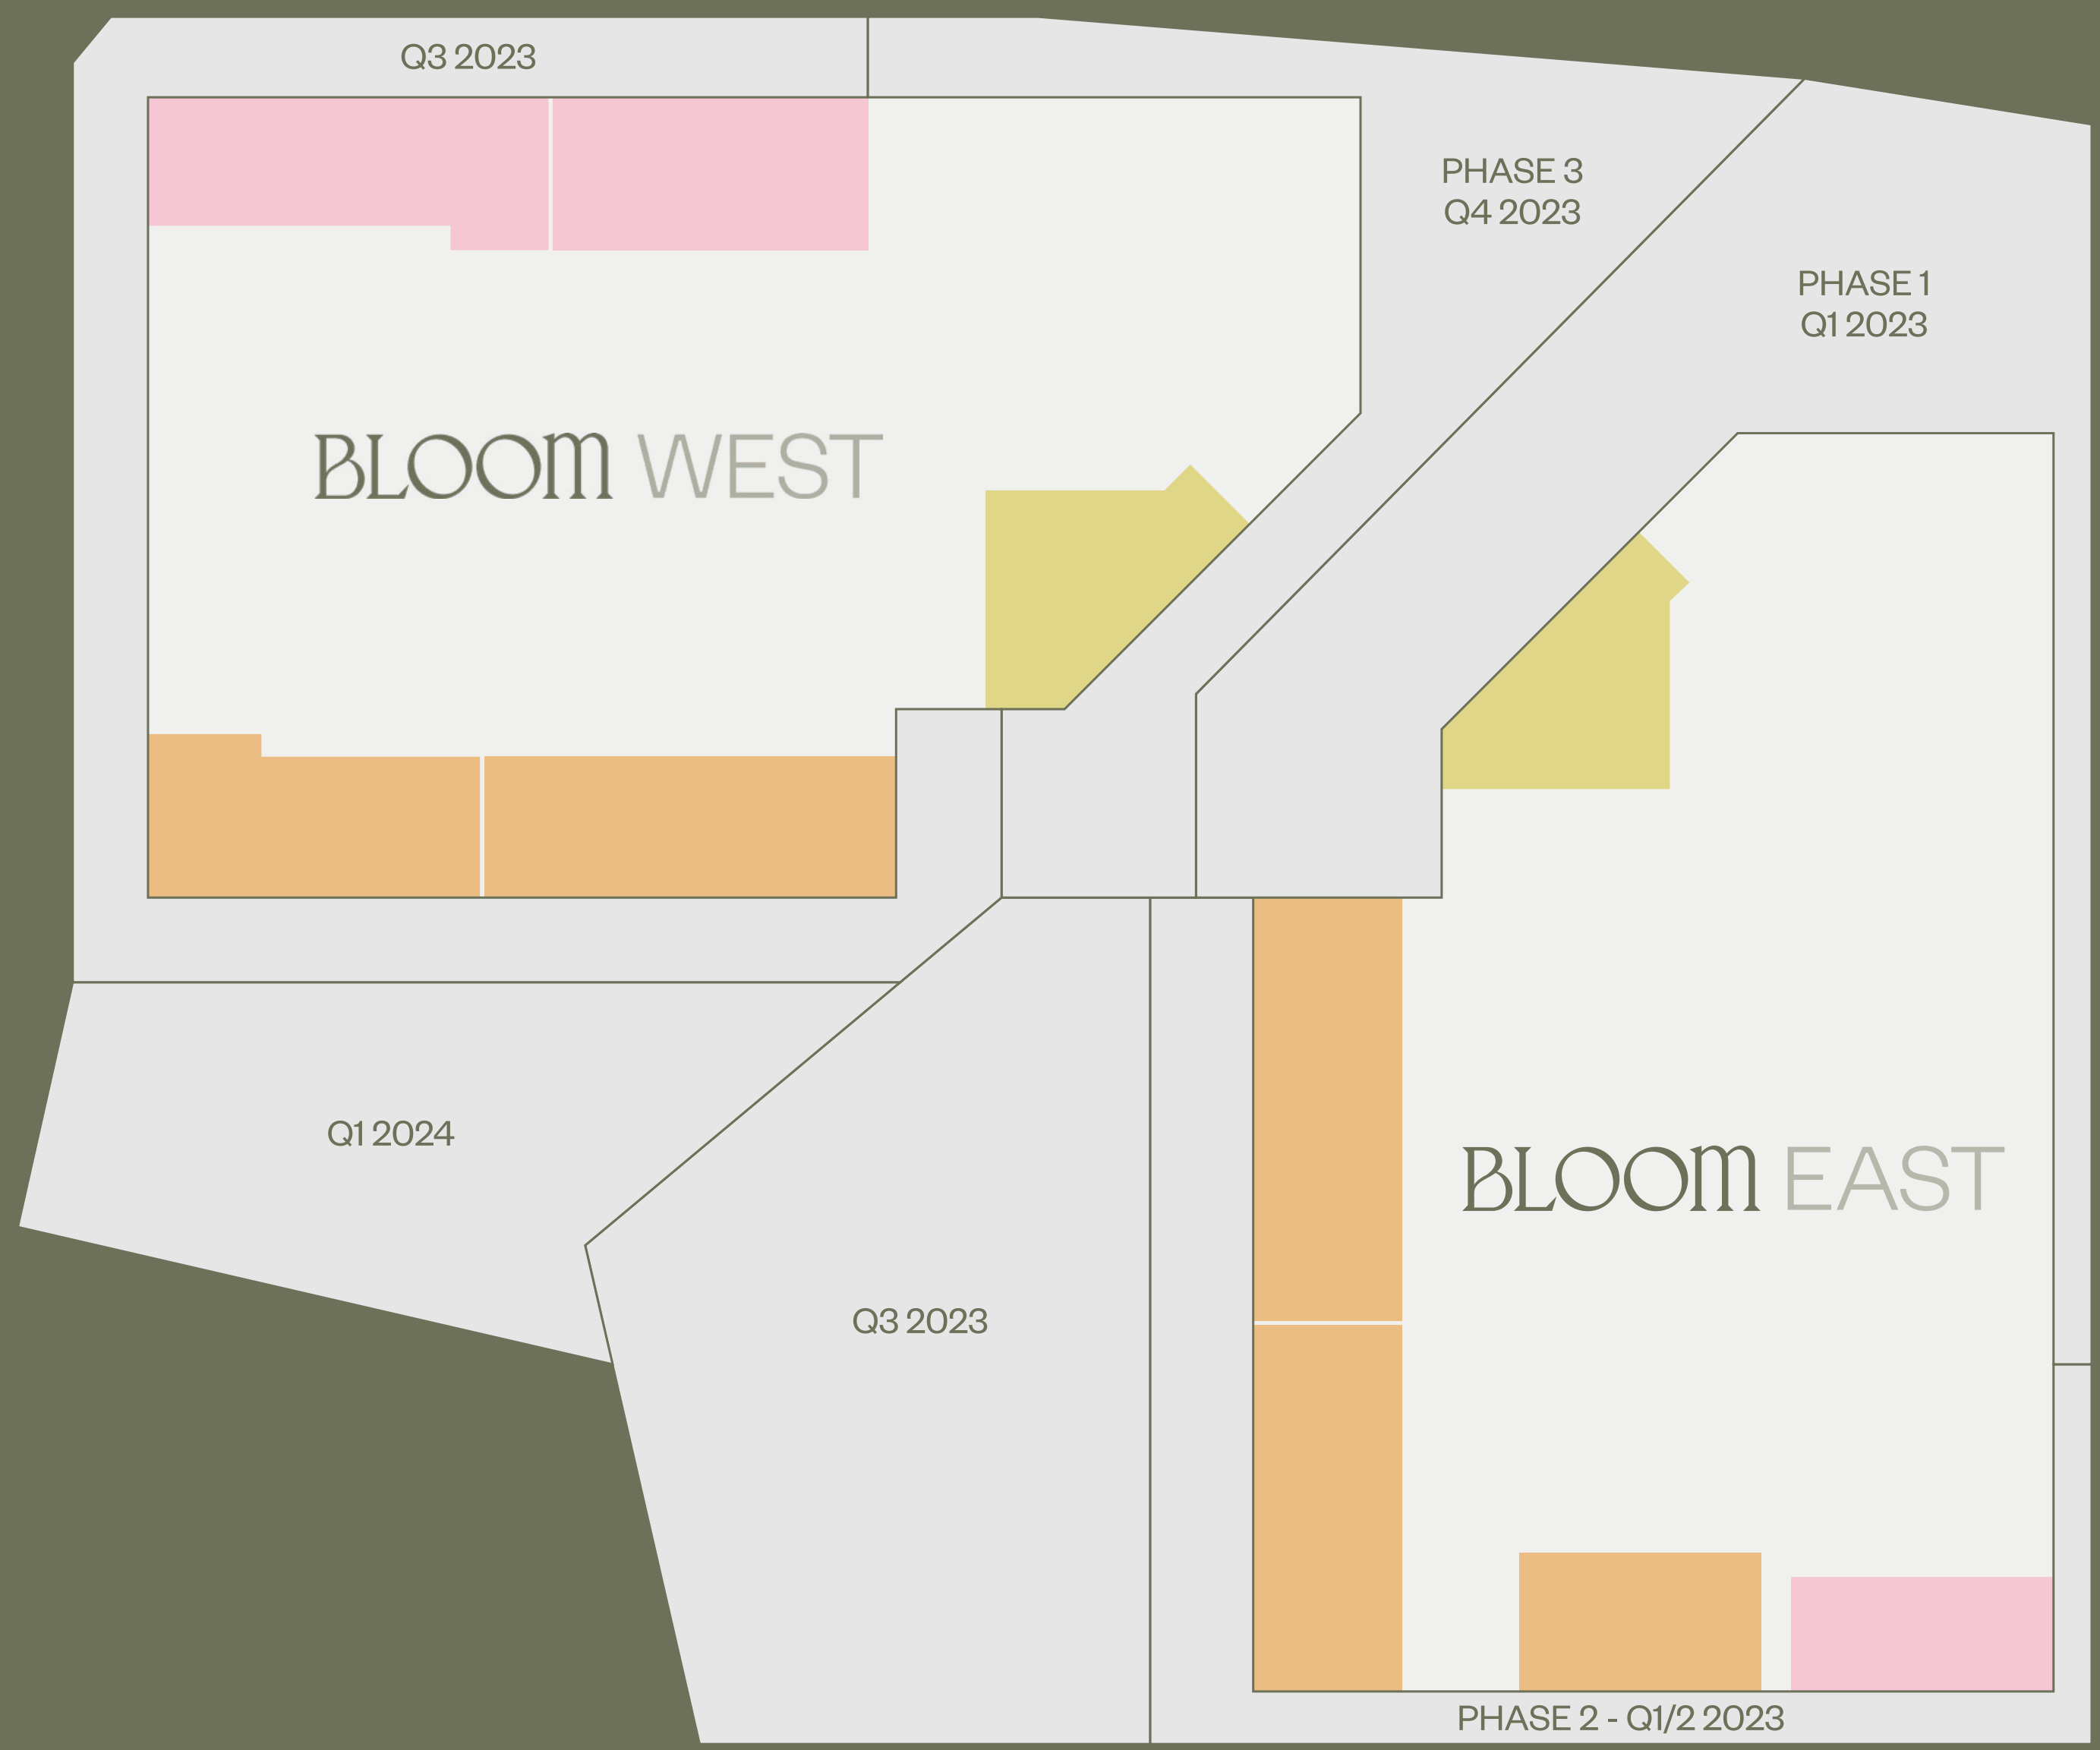 Q3 2023
PHASE 3
Q4 2023
PHASE 1
Q1 2023
BLOOM WEST
Q1 2024
BLOOM EAST
Q3 2023
PHASE 2 - Q1/2 2023